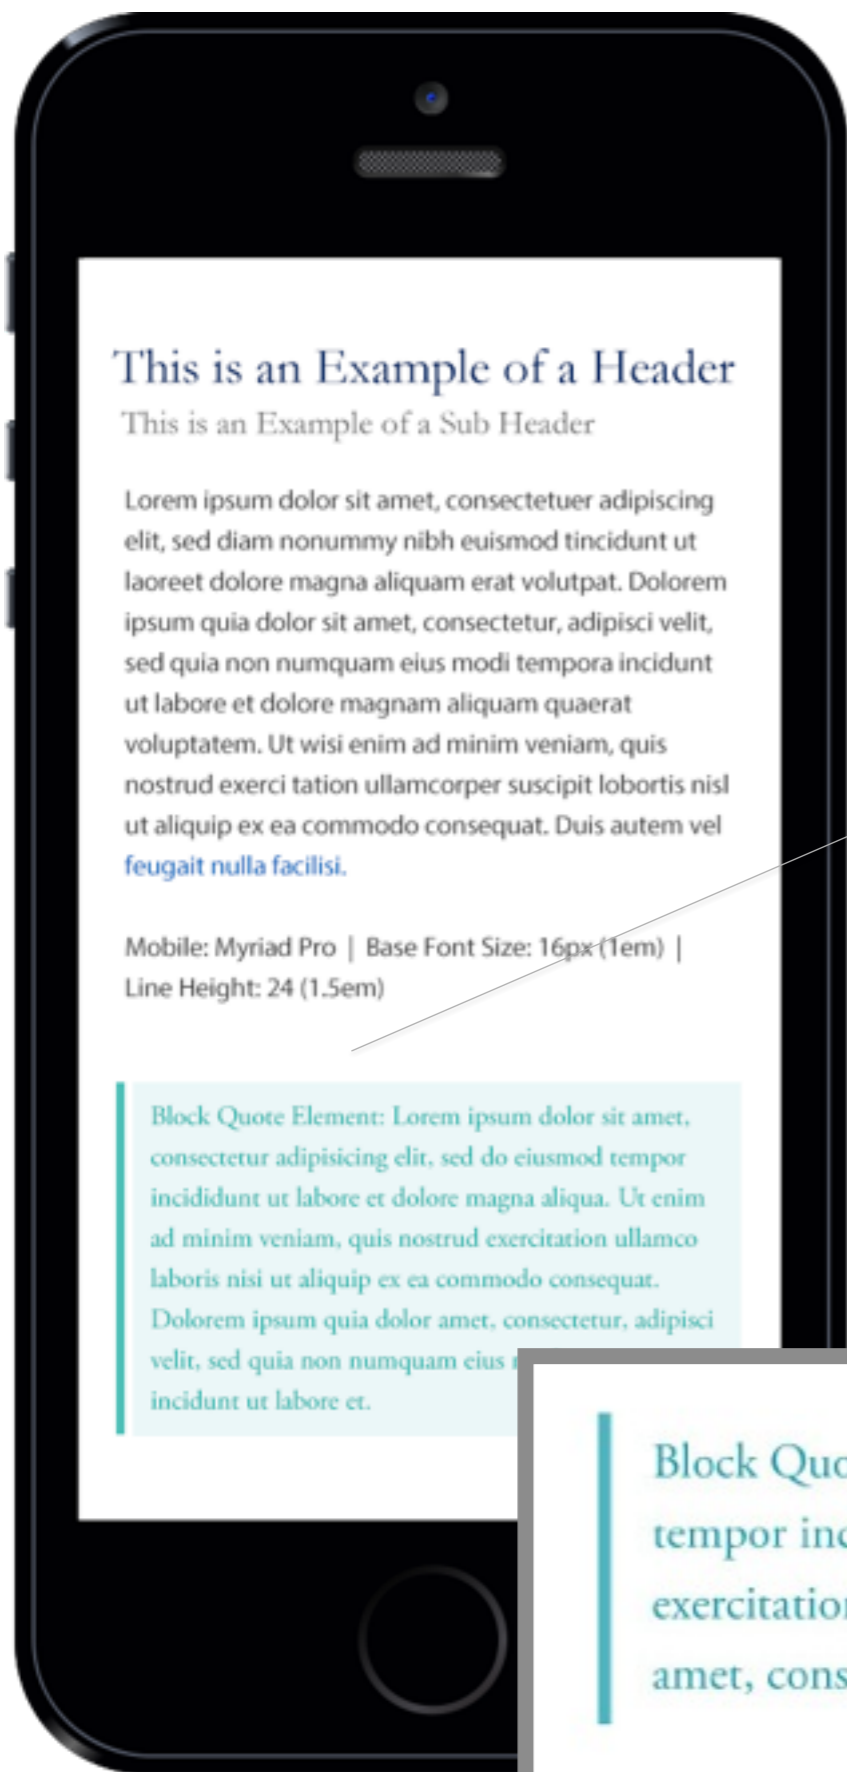 This is an Example of a Header
This is an Example of a Sub Header
Lorem ipsum dolor sit amet, consectetuer adipiscing
elit, sed diam nonummy nibh euismod tincidunt ut
laoreet dolore magna aliquam erat volutpat. Dolorem
ipsum quia dolor sit amet, consectetur, adipisci velit,
sed quia non numquam eius modi tempora incidunt
ut labore et dolore magnam aliquam quaerat
voluptatem. Ut wisi enim ad minim veniam, quis
nostrud exerci tation ullamcorper suscipit lobortis nisl
ut aliquip ex ea commodo consequat. Duis autem vel
feugait nulla facilisi.
Mobile: Myriad Pro | Base Font Size: 16px (1em) |
Line Height: 24 (1.5em)
Block Quote Element: Lorem ipsum dolor sit amet,
consectetur adipisicing elit, sed do eiusmod tempor
incididunt ut labore et dolore magna aliqua. Ut enim
ad minim veniam, quis nostrud exercitation ullamco
laboris nisi ut aliquip ex ea commodo consequat.
Dolorem ipsum quia dolor amet, consectetur, adipisci
velit, sed quia non numquam eius
incidunt ut labore et.
Block
tempor
amet,